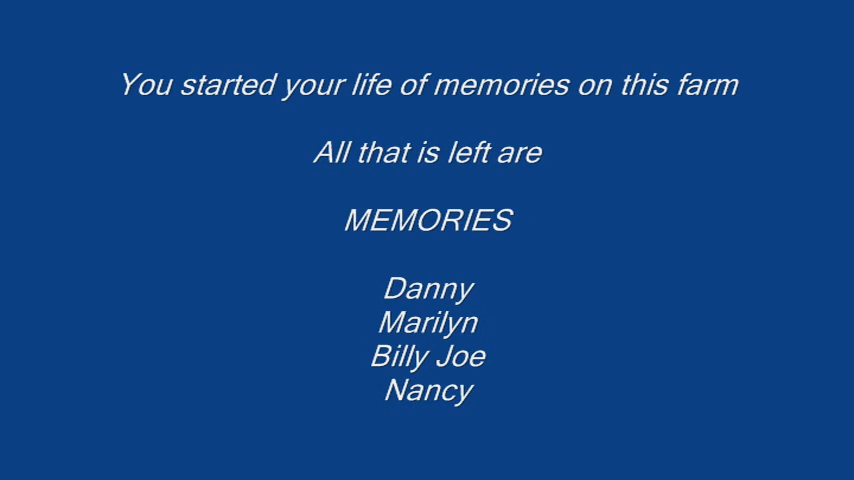 You started your life of memories on this farm
All that is left are
MEMORIES
Danny
Marilyn
Billy Joe
Nancy